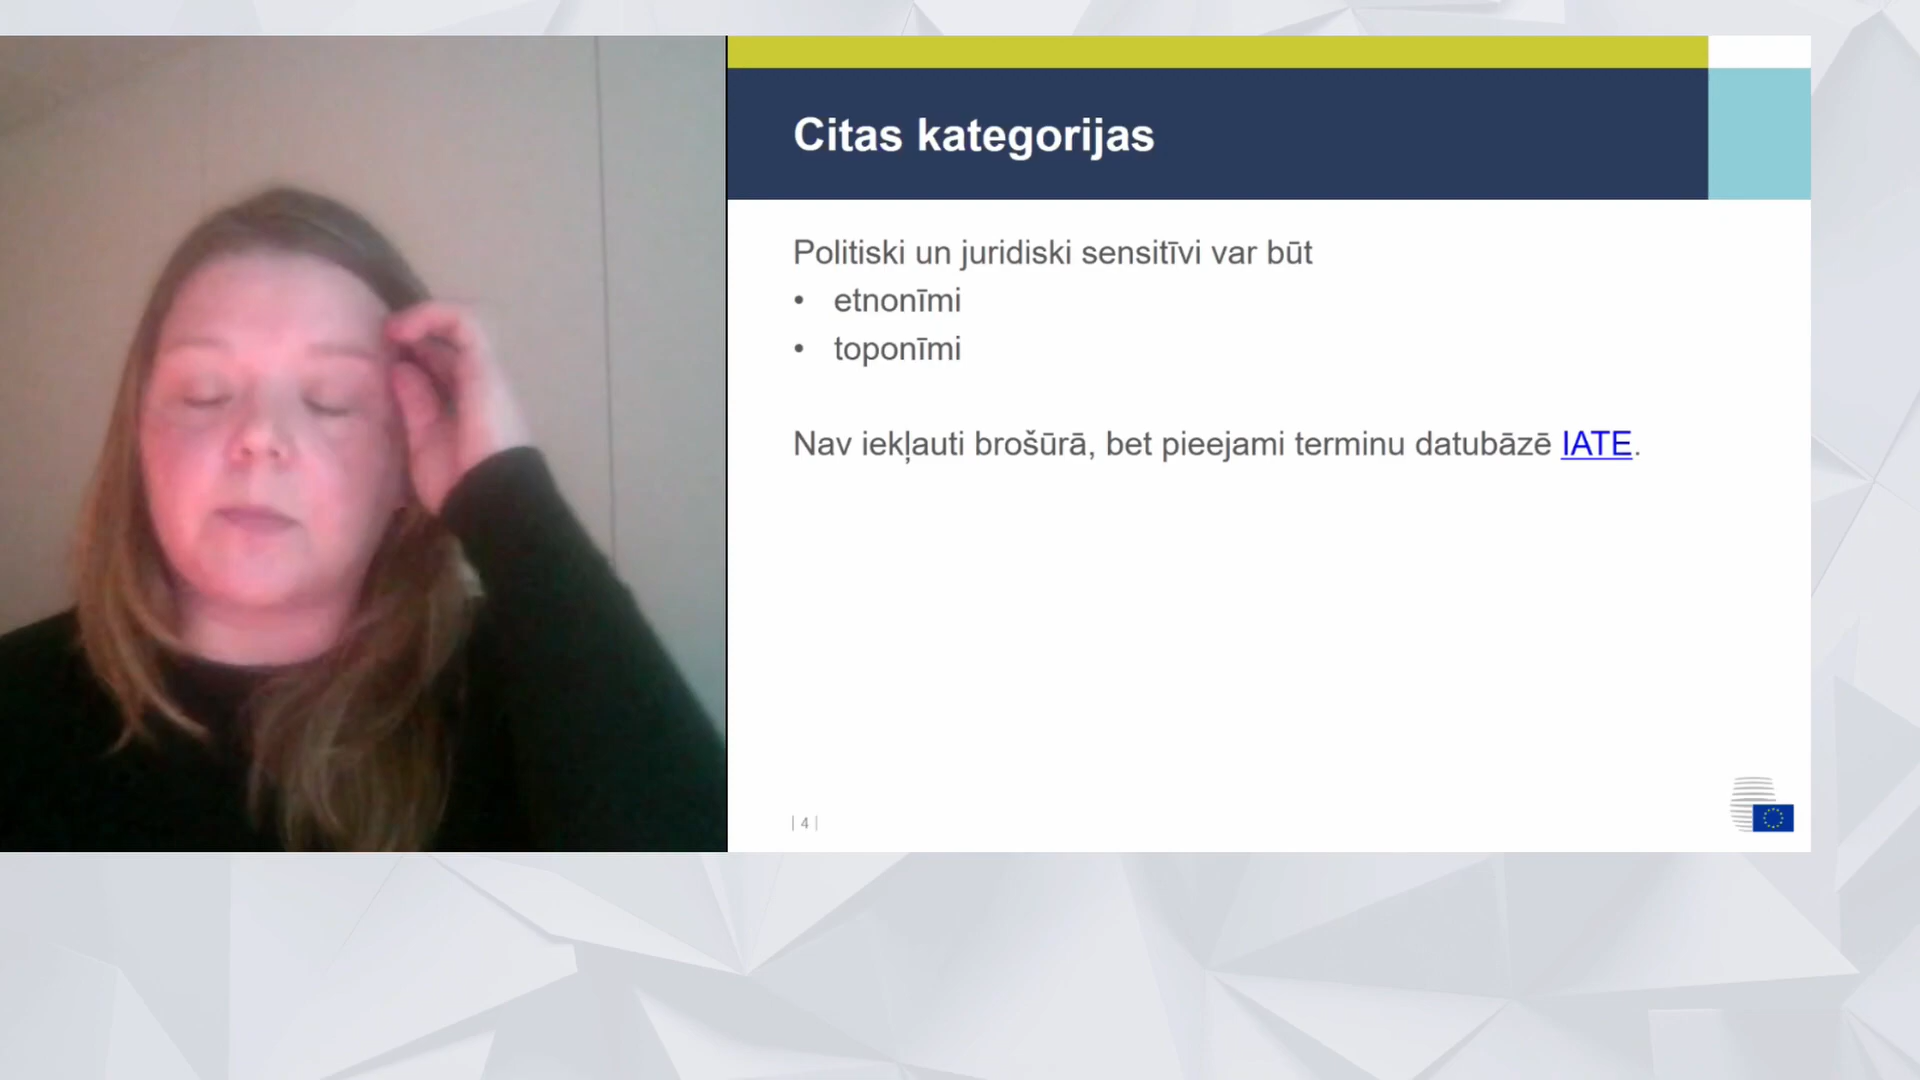 Citas kategorijas
Politiski un juridiski sensitīvi var būt
• etnonīmi
• toponīmi
Nav iekļauti brošūrā, bet pieejami terminu datubāzē IATE.
| 4 |